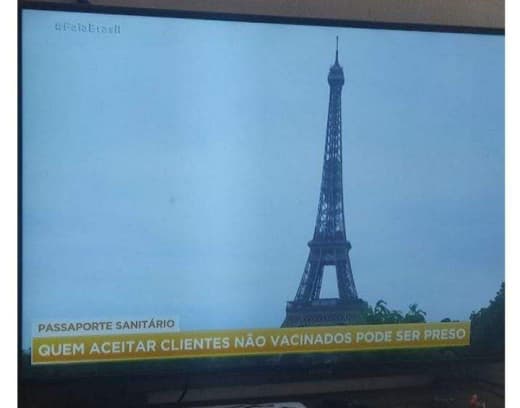 #FalaBrasil
PASSAPORTE SANITÁRIO
QUEM ACEITAR CLIENTES NÃO VACINADOS PODE SER PRESO